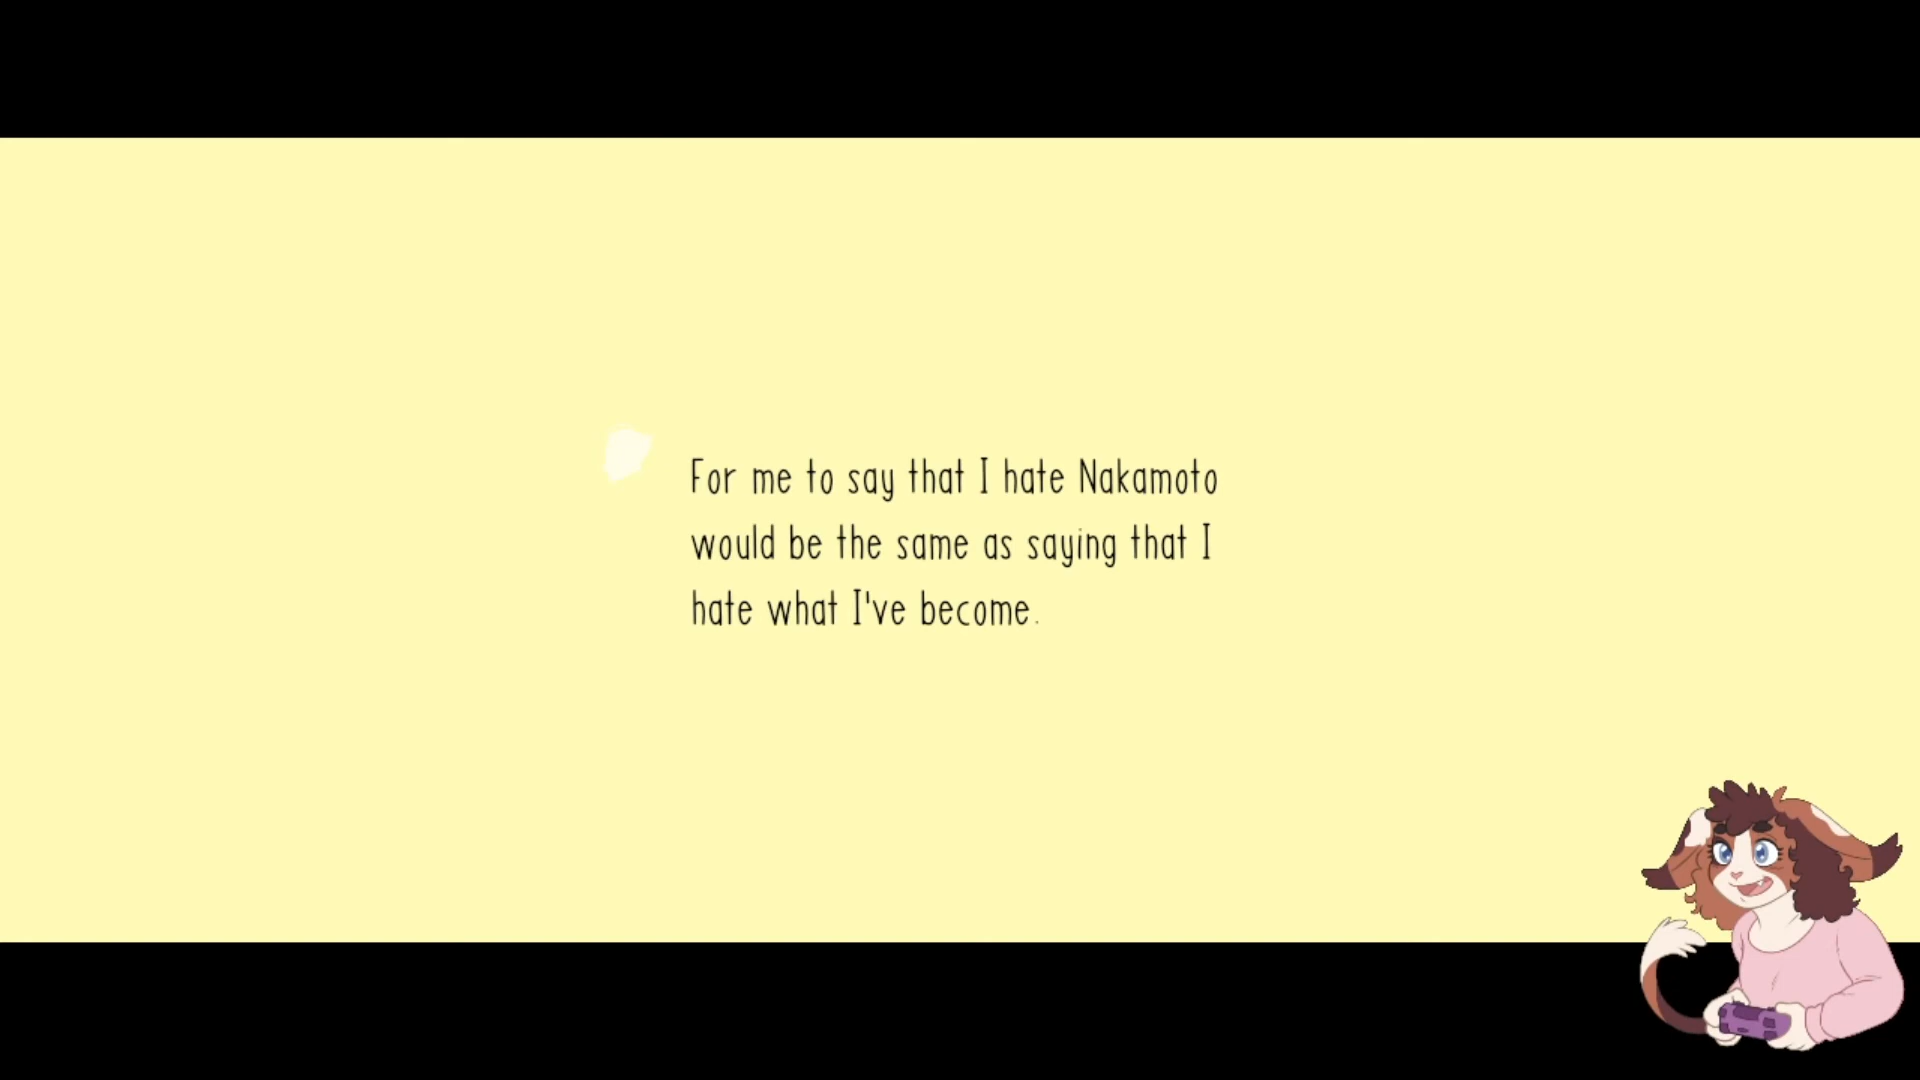 For me to say that I hate Nakamoto
would be the same as saying that I
hate what I've become.